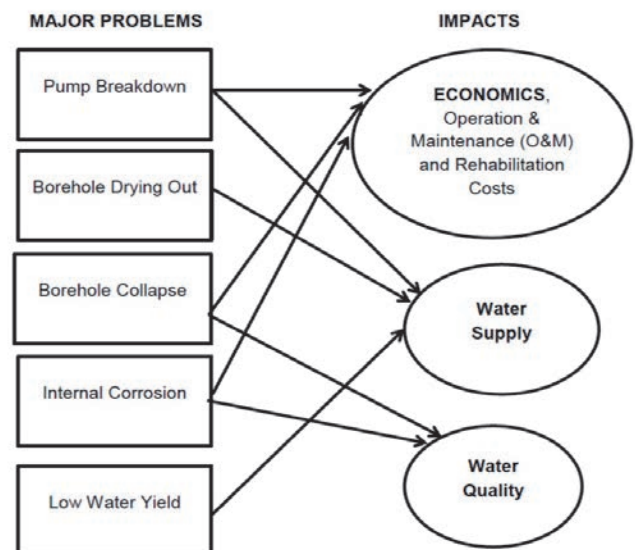 MAJOR PROBLEMS
Pump Breakdown
Borehole Drying Out
Borehole Collapse
Internal Corrosion
Low Water Yield
IMPACTS
ECONOMICS,
Operation &
Maintenance (O&M)
and Rehabilitation
Costs
Water
Supply
Water
Quality